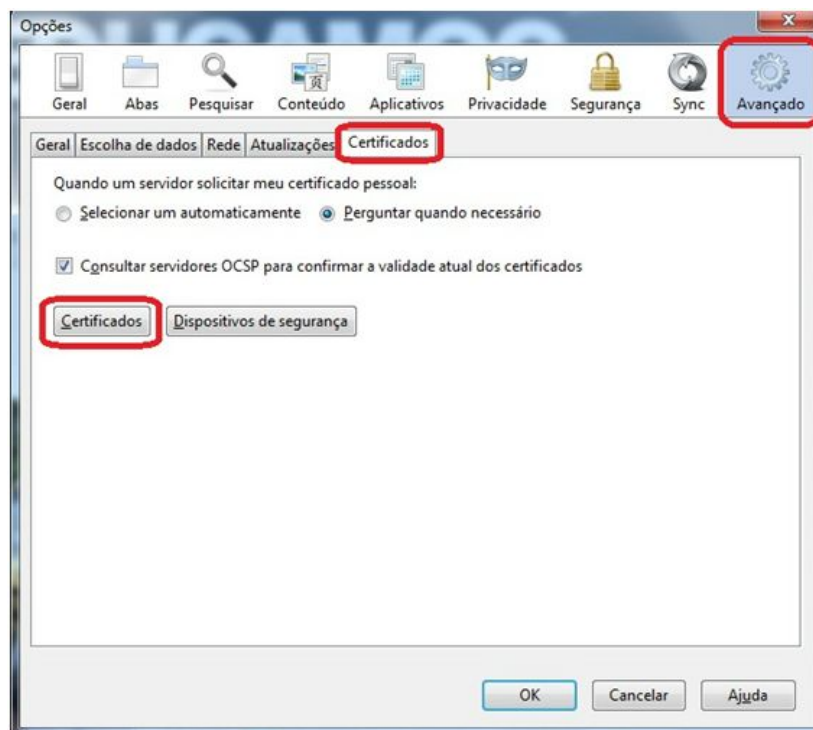 Opções
Geral Abas Pesquisar Conteúdo Aplicativos Privacidade Segurança Sync Avançado
Geral Escolha de dados Rede Atualizações Certificados
Quando um servidor solicitar meu certificado pessoal:
Selecionar um automaticamente Perguntar quando necessário
Consultar servidores OCSP para confirmar a validade atual dos certificados
Certificados Dispositivos de segurança
OK Cancelar Ajuda